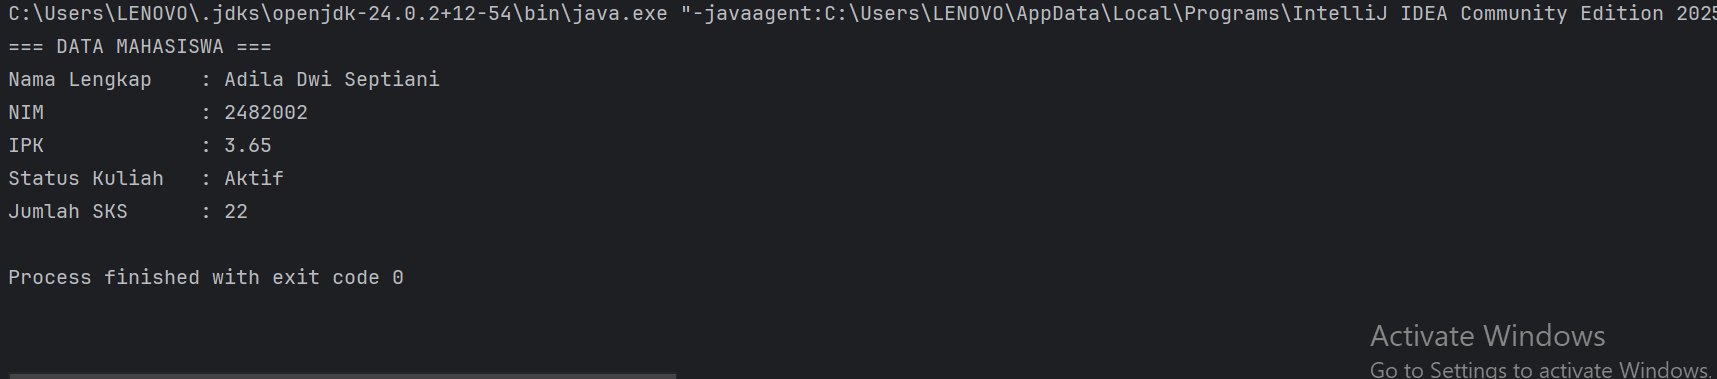 C:\Users\LENOVO\.jdks\openjdk-24.0.2+12-54\bin\java.exe "-javaagent:C:\Users\LENOVO\AppData\Local\Programs\IntelliJ IDEA Community Edition 2025
=== DATA MAHASISWA ===
Nama Lengkap    : Adila Dwi Septiani
NIM             : 2482002
IPK             : 3.65
Status Kuliah   : Aktif
Jumlah SKS      : 22
Process finished with exit code 0
Activate Windows
Go to Settings to activate Windows.